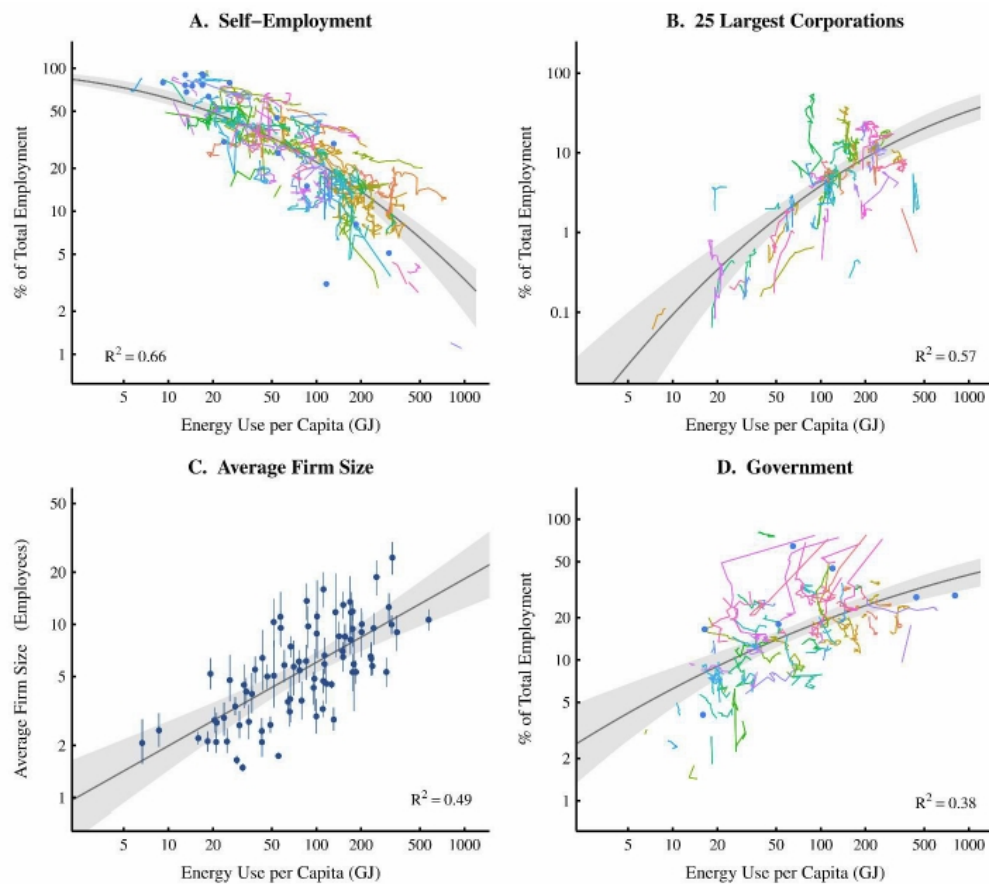 A. Self-Employment
% of Total Employment
100
50
20
10
5
2
1
R² = 0.66
5 10 20 50 100 200 500 1000
Energy Use per Capita (GJ)
B. 25 Largest Corporations
% of Total Employment
100
10
1
0.1
R² = 0.57
5 10 20 50 100 200 500 1000
Energy Use per Capita (GJ)
C. Average Firm Size
Average Firm Size (Employees)
50
20
10
5
2
1
R² = 0.49
5 10 20 50 100 200 500 1000
Energy Use per Capita (GJ)
D. Government
% of Total Employment
100
50
20
10
5
2
1
R² = 0.38
5 10 20 50 100 200 500 1000
Energy Use per Capita (GJ)